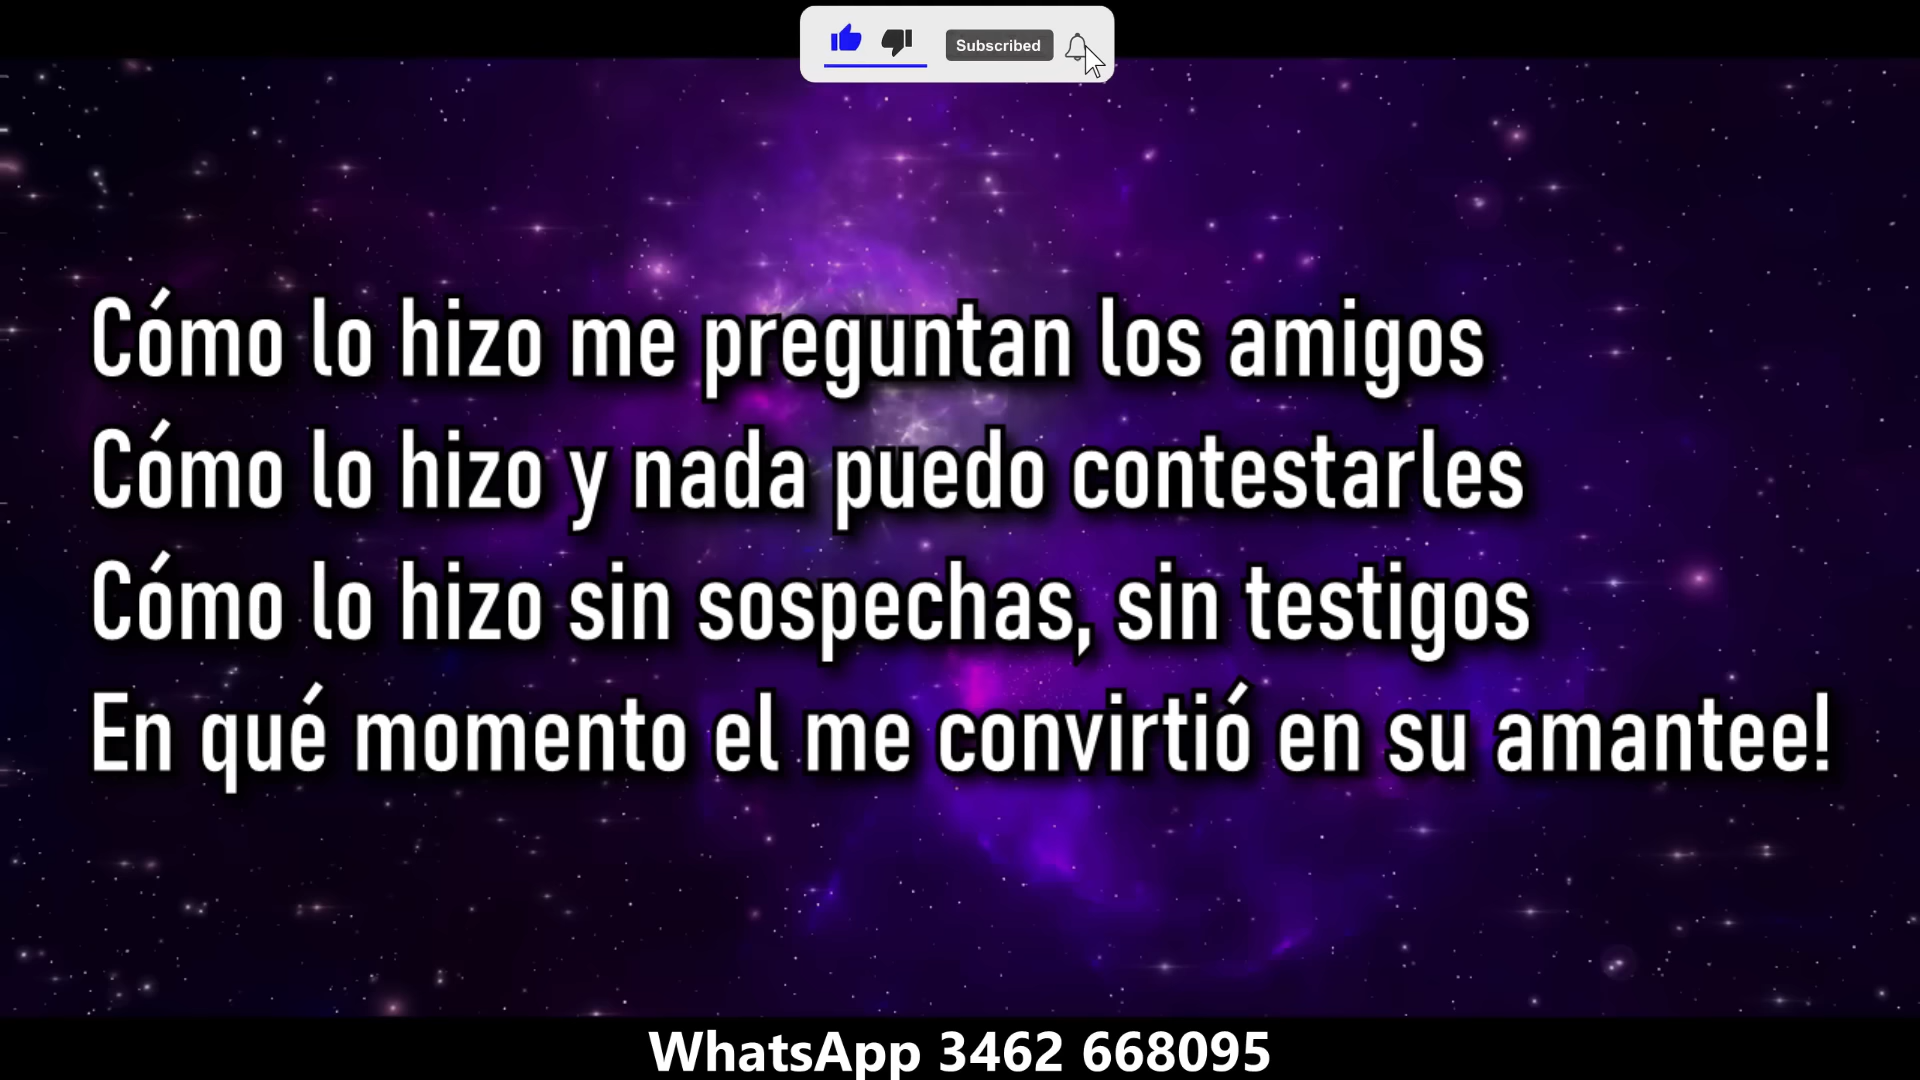 Subscribed
Cómo lo hizo me preguntan los amigos
Cómo lo hizo y nada puedo contestarles
Cómo lo hizo sin sospechas, sin testigos
En qué momento el me convirtió en su amantee!
WhatsApp 3462 668095